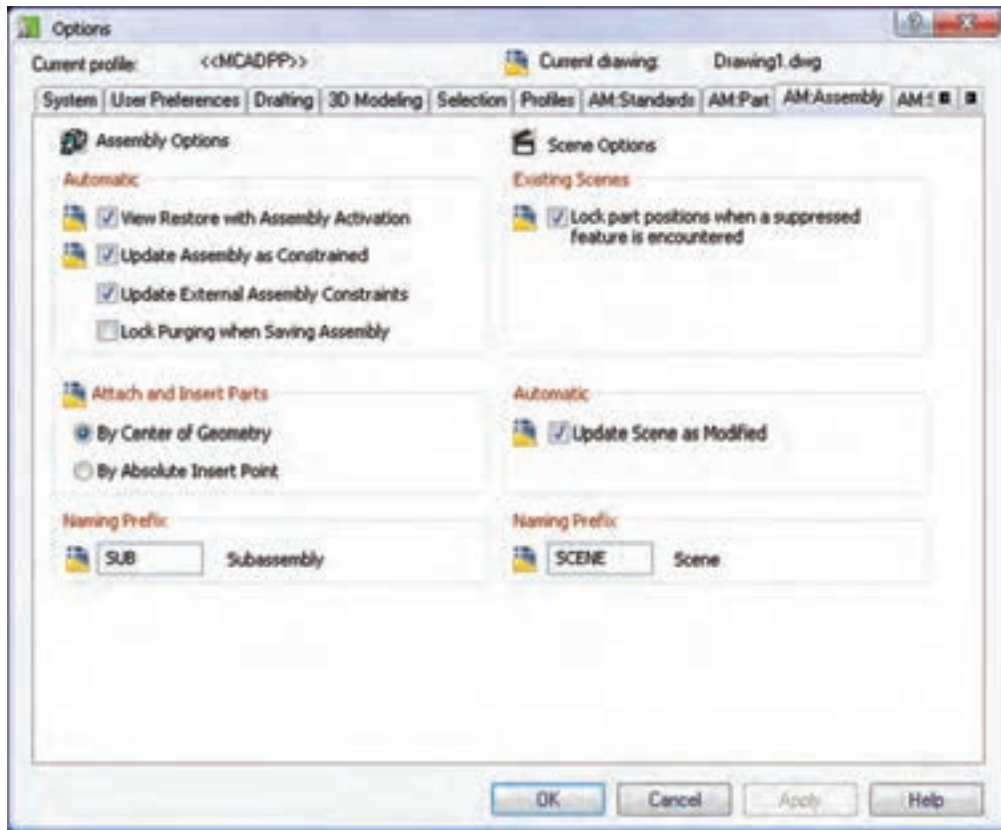 Options
Current profile: <<MCADPP>> Current drawing: Drawing1.dwg
System User Preferences Drafting 3D Modeling Selection Profiles AM:Standards AM:Part AM:Assembly
Assembly Options
Automatic
View Restore with Assembly Activation
Update Assembly as Constrained
Update External Assembly Constraints
Lock Purging when Saving Assembly
Attach and Insert Parts
By Center of Geometry
By Absolute Insert Point
Naming Prefix
SUB Subassembly
Scene Options
Existing Scenes
Lock part positions when a suppressed
feature is encountered
Automatic
Update Scene as Modified
Naming Prefix
SCENE Scene
OK Cancel Apply Help